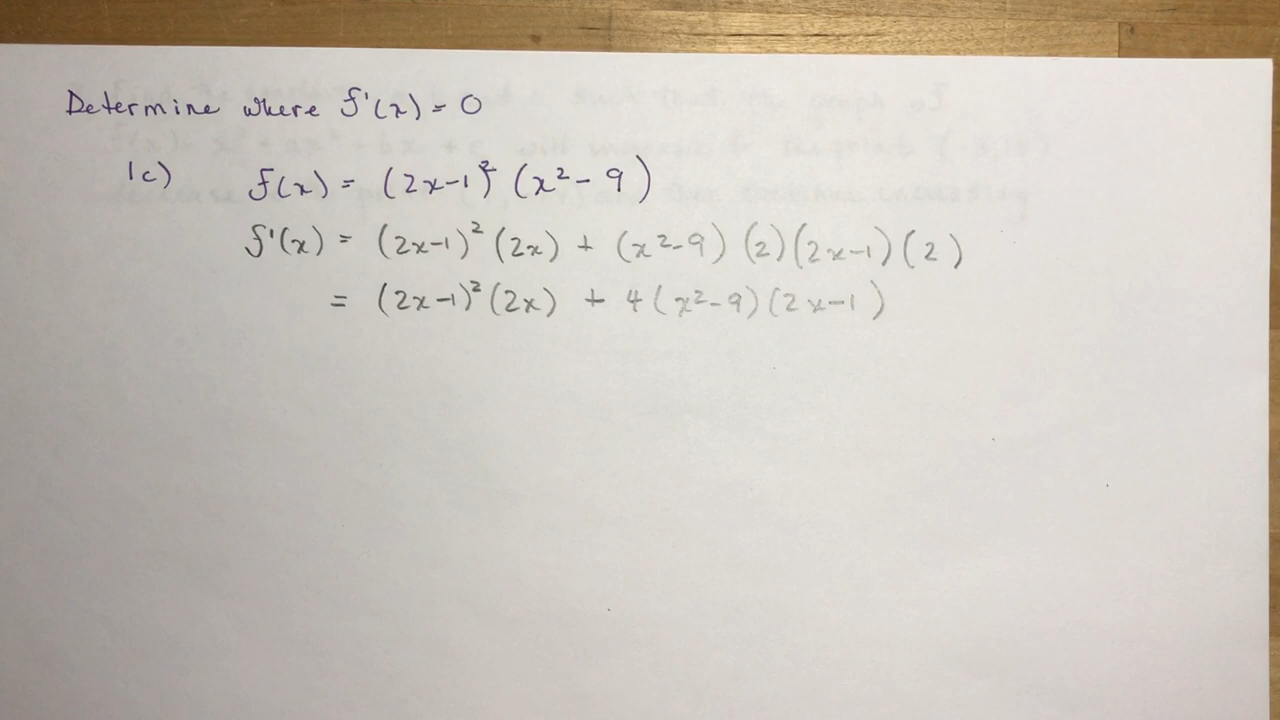 Determine where f'(x) = 0
1c) f(x) = (2x-1)² (x² - 9)
f'(x) = (2x-1)² (2x) + (x²-9) (2)(2x-1)(2)
= (2x-1)² (2x) + 4(x²-9)(2x-1)